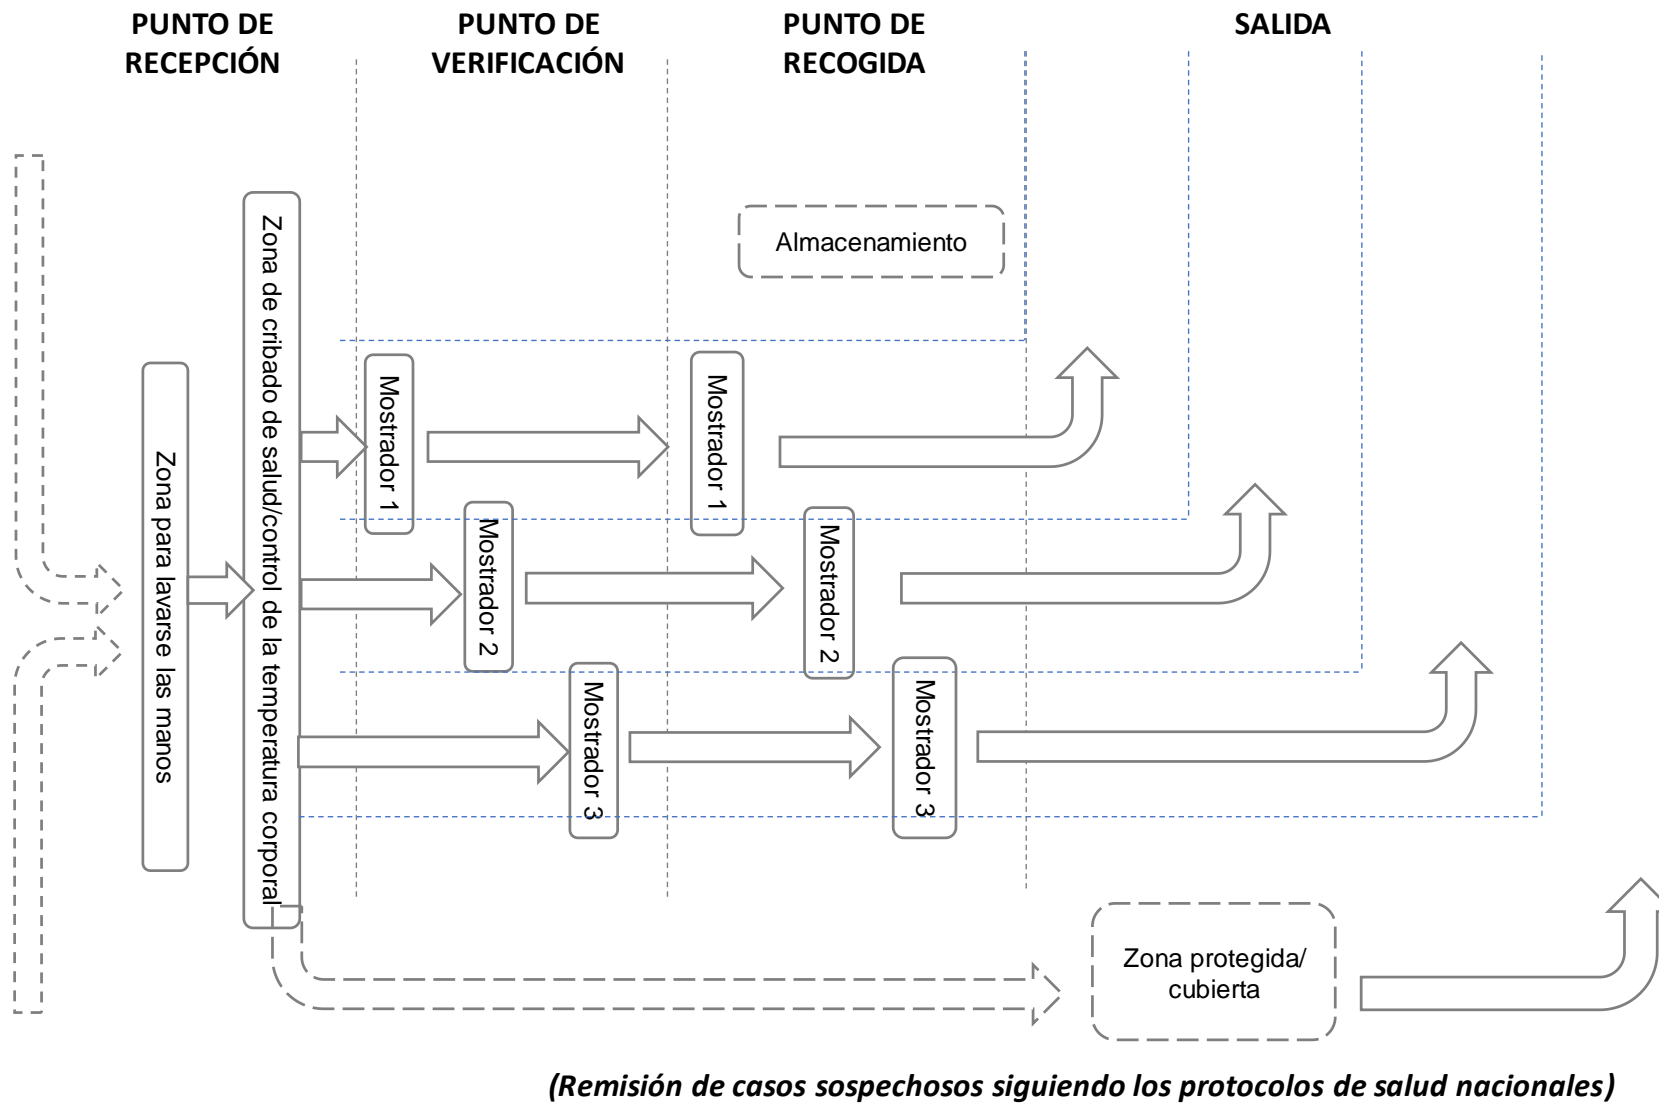 PUNTO DE
RECEPCIÓN
PUNTO DE
VERIFICACIÓN
PUNTO DE
RECOGIDA
SALIDA
Zona para lavarse las manos
Zona de cribado de salud/control de la temperatura corporal
Almacenamiento
Mostrador 1
Mostrador 1
Mostrador 2
Mostrador 2
Mostrador 3
Mostrador 3
Zona protegida/
cubierta
(Remisión de casos sospechosos siguiendo los protocolos de salud nacionales)